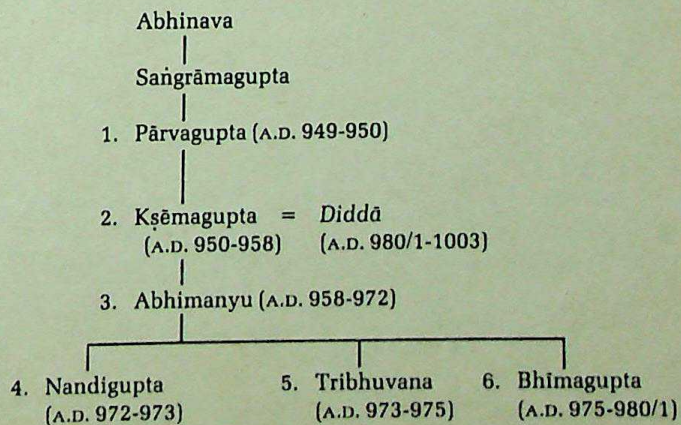 Abhinava
Saṅgrāmagupta
1. Pārvagupta (A.D. 949-950)
2. Kṣēmagupta = Diddā
(A.D. 950-958) (A.D. 980/1-1003)
3. Abhimanyu (A.D. 958-972)
4. Nandigupta 5. Tribhuvana 6. Bhīmagupta
(A.D. 972-973) (A.D. 973-975) (A.D. 975-980/1)